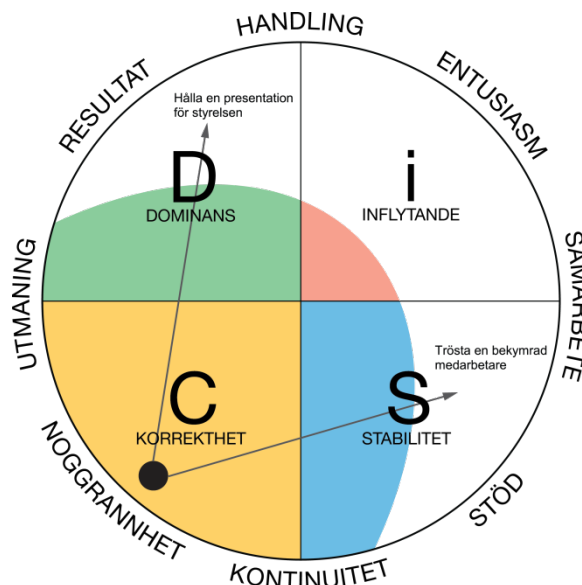 HANDLING
RESULTAT
ENTUSIASM
Hålla en presentation
för styrelsen
D
DOMINANS
i
INFLYTANDE
UTMANING
SAMARBETE
Trösta en bekymrad
medarbetare
C
KORREKTHET
S
STABILITET
NOGGRANNHET
STÖD
KONTINUITET